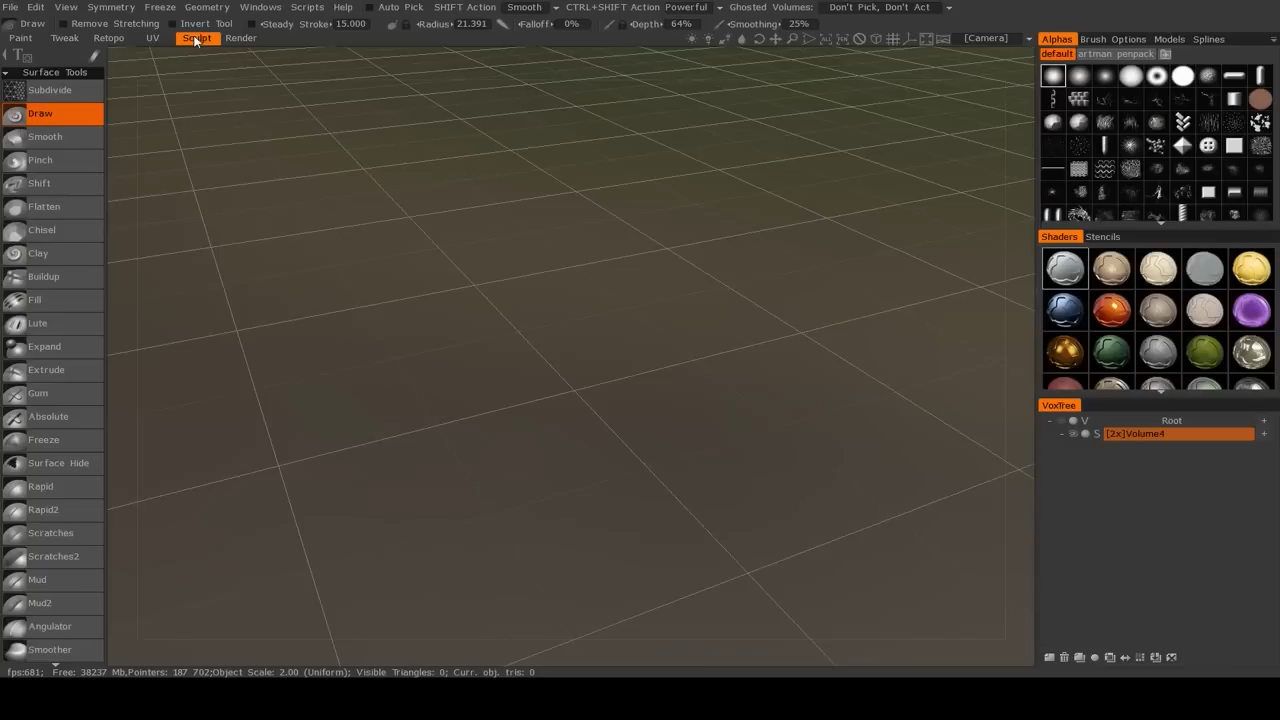 File Edit View Symmetry Freeze Geometry Windows Scripts Help Auto Pick SHIFT Action Smooth CTRL+SHIFT Action Powerful Ghosted Volumes: Don't Pick, Don't Act
Draw Remove Stretching Invert Tool Steady Stroke 15.000 Radius 21.391 Falloff 0% Depth 64% Smoothing 25%
Paint Tweak Retopo UV Sculpt Render [Camera]
Alphas Brush Options Models Splines
default artman penpack
Surface Tools
Subdivide
Draw
Smooth
Pinch
Shift
Flatten
Chisel
Clay
Buildup
Fill
Lute
Expand
Extrude
Gum
Absolute
Freeze
Surface Hide
Rapid
Rapid2
Scratches
Scratches2
Mud
Mud2
Angulator
Smoother
Shaders Stencils
VoxTree
V Root +
S [2x]Volume4 +
fps:681; Free: 38237 Mb,Pointers: 187 702;Object Scale: 2.00 (Uniform); Visible Triangles: 0; Curr. obj. tris: 0